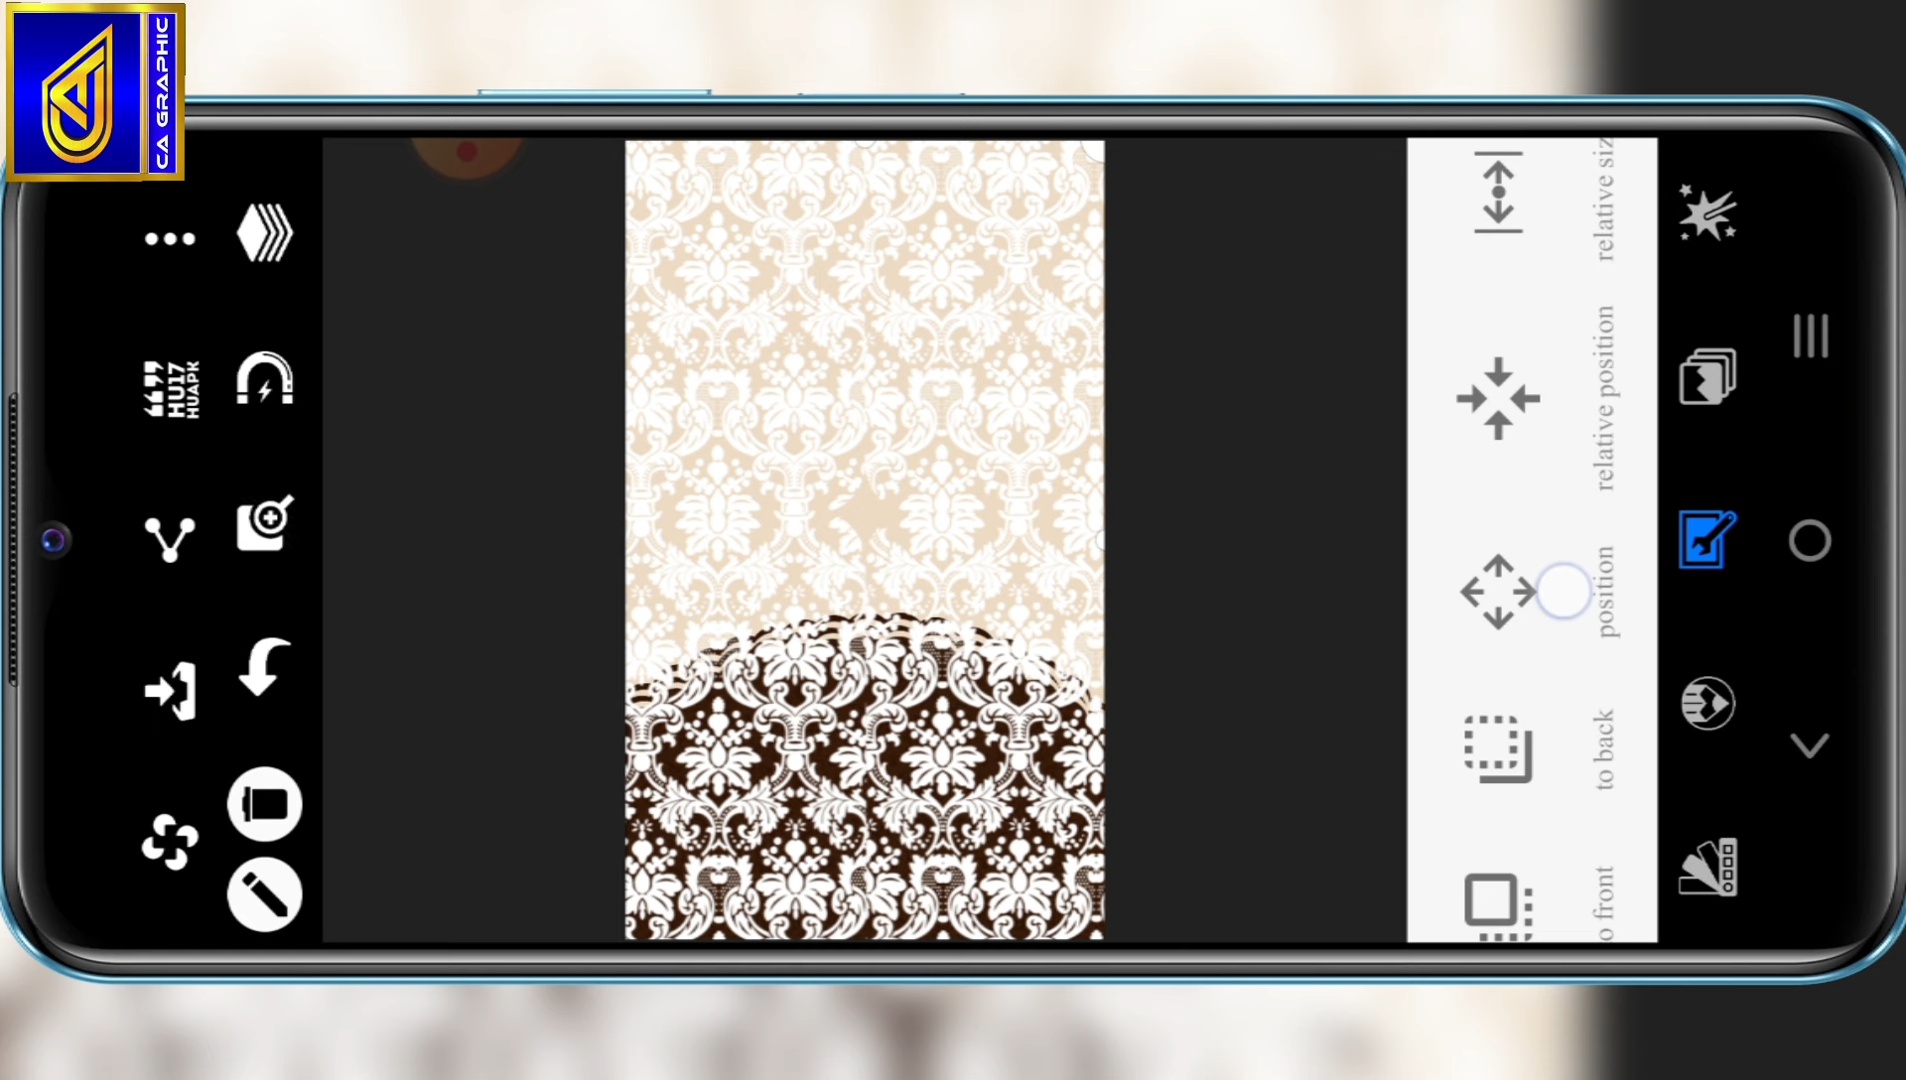 CA GRAPHIC
HU17
HUAPK
relative siz
relative position
position
to back
o front